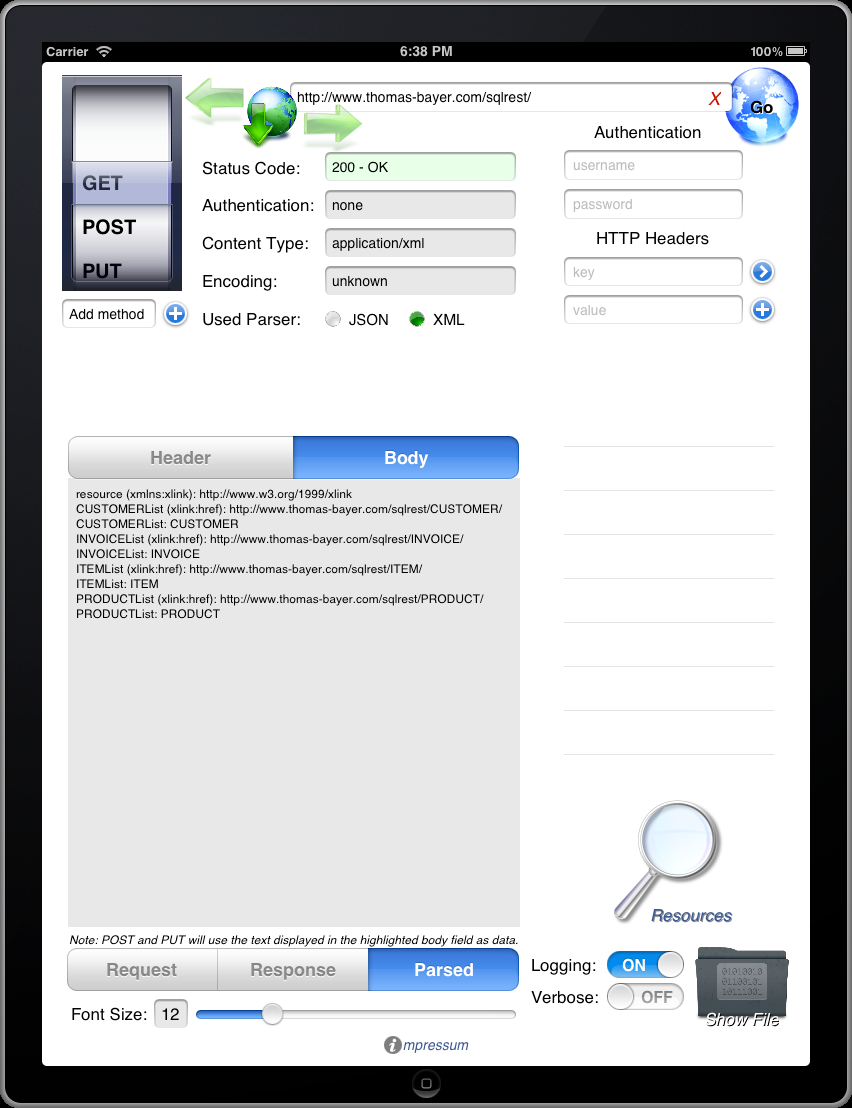 Carrier 6:38 PM 100%
http://www.thomas-bayer.com/sqlrest/ X Go
GET
POST
PUT
Add method
Status Code: 200 - OK
Authentication: none
Content Type: application/xml
Encoding: unknown
Used Parser: JSON XML
Authentication
username
password
HTTP Headers
key
value
Header Body
resource (xmlns:xlink): http://www.w3.org/1999/xlink
CUSTOMERList (xlink:href): http://www.thomas-bayer.com/sqlrest/CUSTOMER/
CUSTOMERList: CUSTOMER
INVOICEList (xlink:href): http://www.thomas-bayer.com/sqlrest/INVOICE/
INVOICEList: INVOICE
ITEMList (xlink:href): http://www.thomas-bayer.com/sqlrest/ITEM/
ITEMList: ITEM
PRODUCTList (xlink:href): http://www.thomas-bayer.com/sqlrest/PRODUCT/
PRODUCTList: PRODUCT
Resources
Note: POST and PUT will use the text displayed in the highlighted body field as data.
Request Response Parsed
Font Size: 12
Logging: ON
Verbose: OFF
01010010
01100101
10111001
Show File
impressum